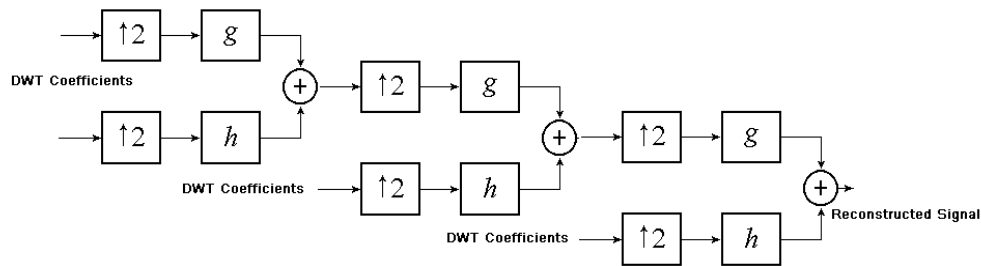 ↑2 g
DWT Coefficients
+ ↑2 g
↑2 h
+ ↑2 g
DWT Coefficients ↑2 h
+
Reconstructed Signal
DWT Coefficients ↑2 h